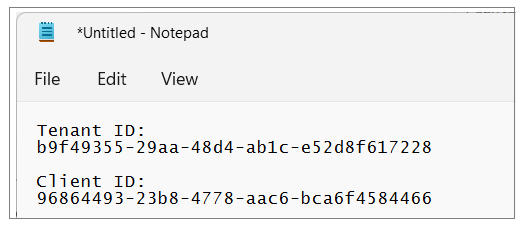 *Untitled - Notepad
File Edit View
Tenant ID:
b9f49355-29aa-48d4-ab1c-e52d8f617228
Client ID:
96864493-23b8-4778-aac6-bca6f4584466